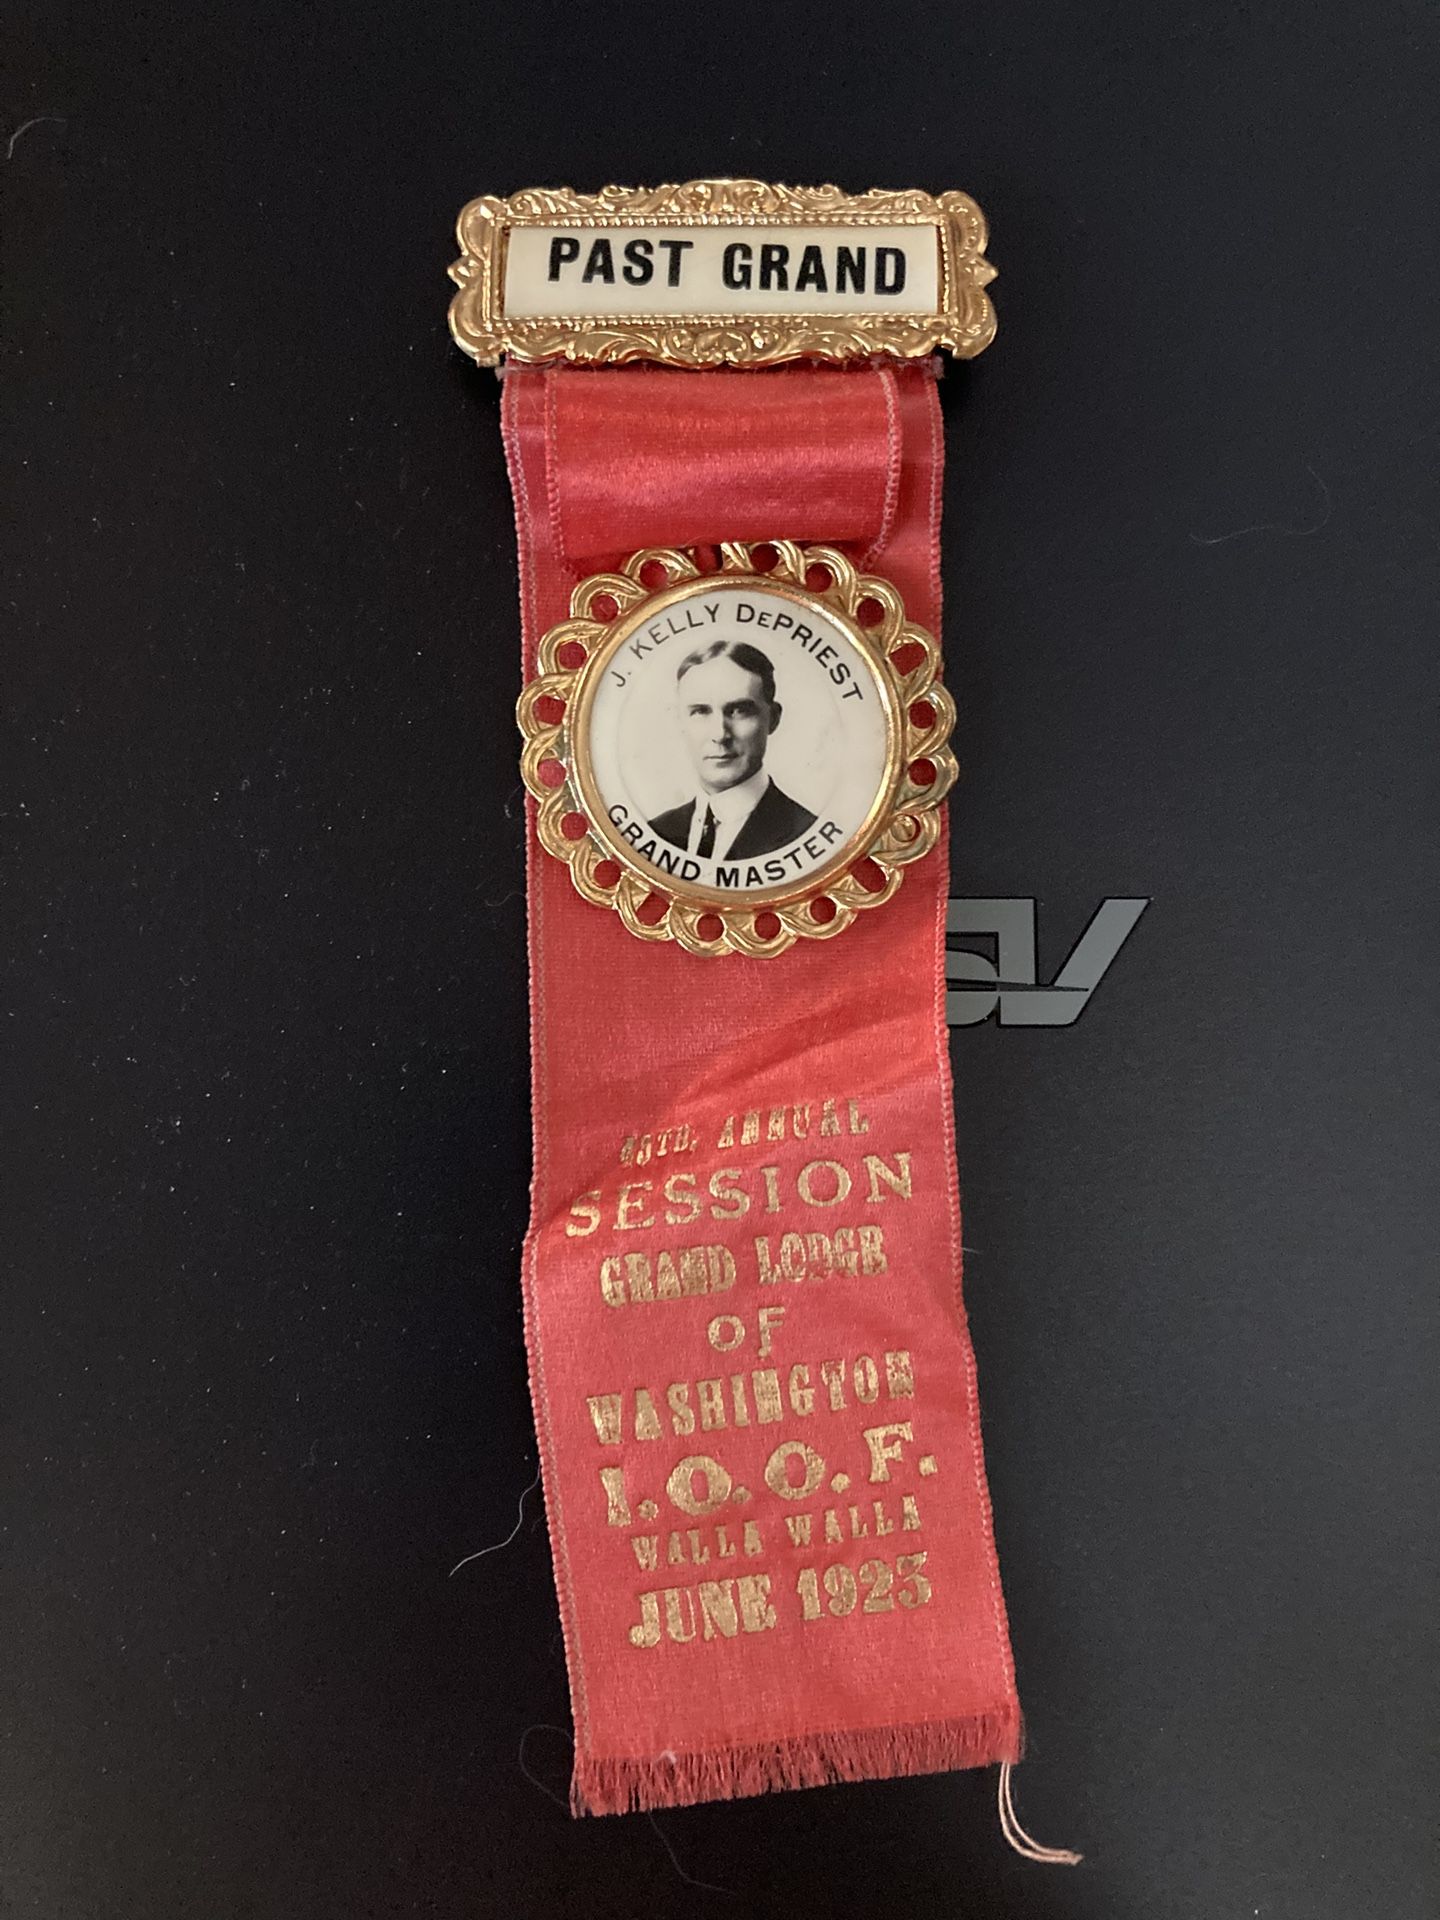 PAST GRAND
J. KELLY DEPRIEST
GRAND MASTER
ANNUAL
SESSION
GRAND LODGE
OF
WASHINGTON
I.O.O.F.
WALLA WALLA
JUNE 1923